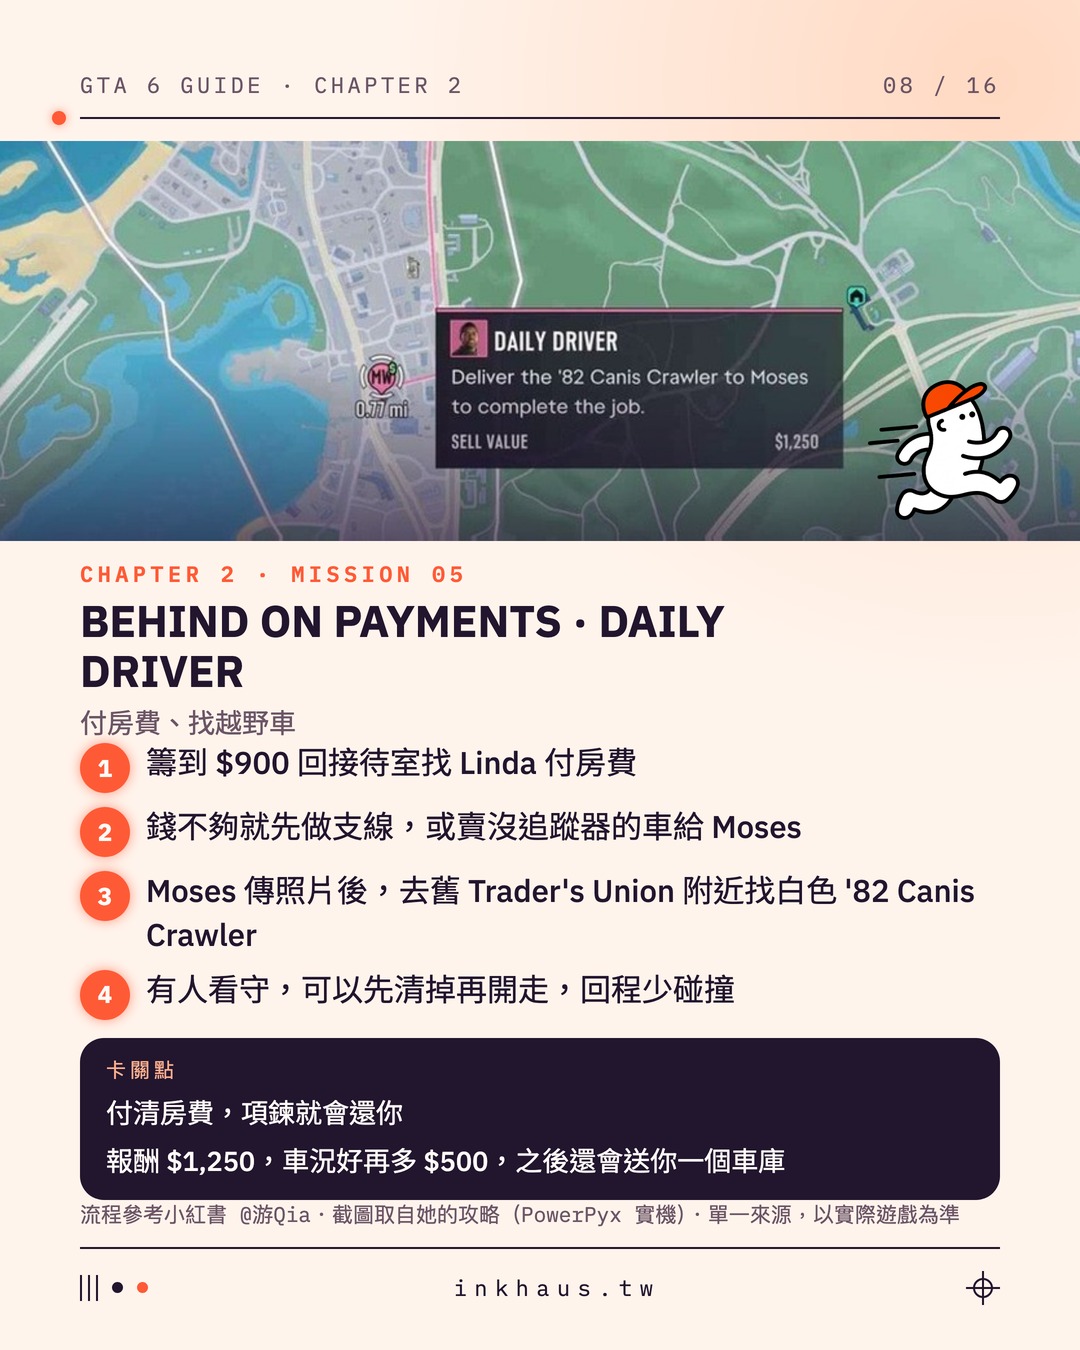 GTA 6 GUIDE · CHAPTER 2
08 / 16
MW
$
0.77 mi
DAILY DRIVER
Deliver the '82 Canis Crawler to Moses
to complete the job.
SELL VALUE $1,250
CHAPTER 2 · MISSION 05
BEHIND ON PAYMENTS · DAILY
DRIVER
付房費、找越野車
1 籌到 $900 回接待室找 Linda 付房費
2 錢不夠就先做支線，或賣沒追蹤器的車給 Moses
3 Moses 傳照片後，去舊 Trader's Union 附近找白色 '82 Canis
Crawler
4 有人看守，可以先清掉再開走，回程少碰撞
卡關點
付清房費，項鍊就會還你
報酬 $1,250，車況好再多 $500，之後還會送你一個車庫
流程參考小紅書 @游Qia · 截圖取自她的攻略（PowerPyx 實機）· 單一來源，以實際遊戲為準
inkhaus.tw